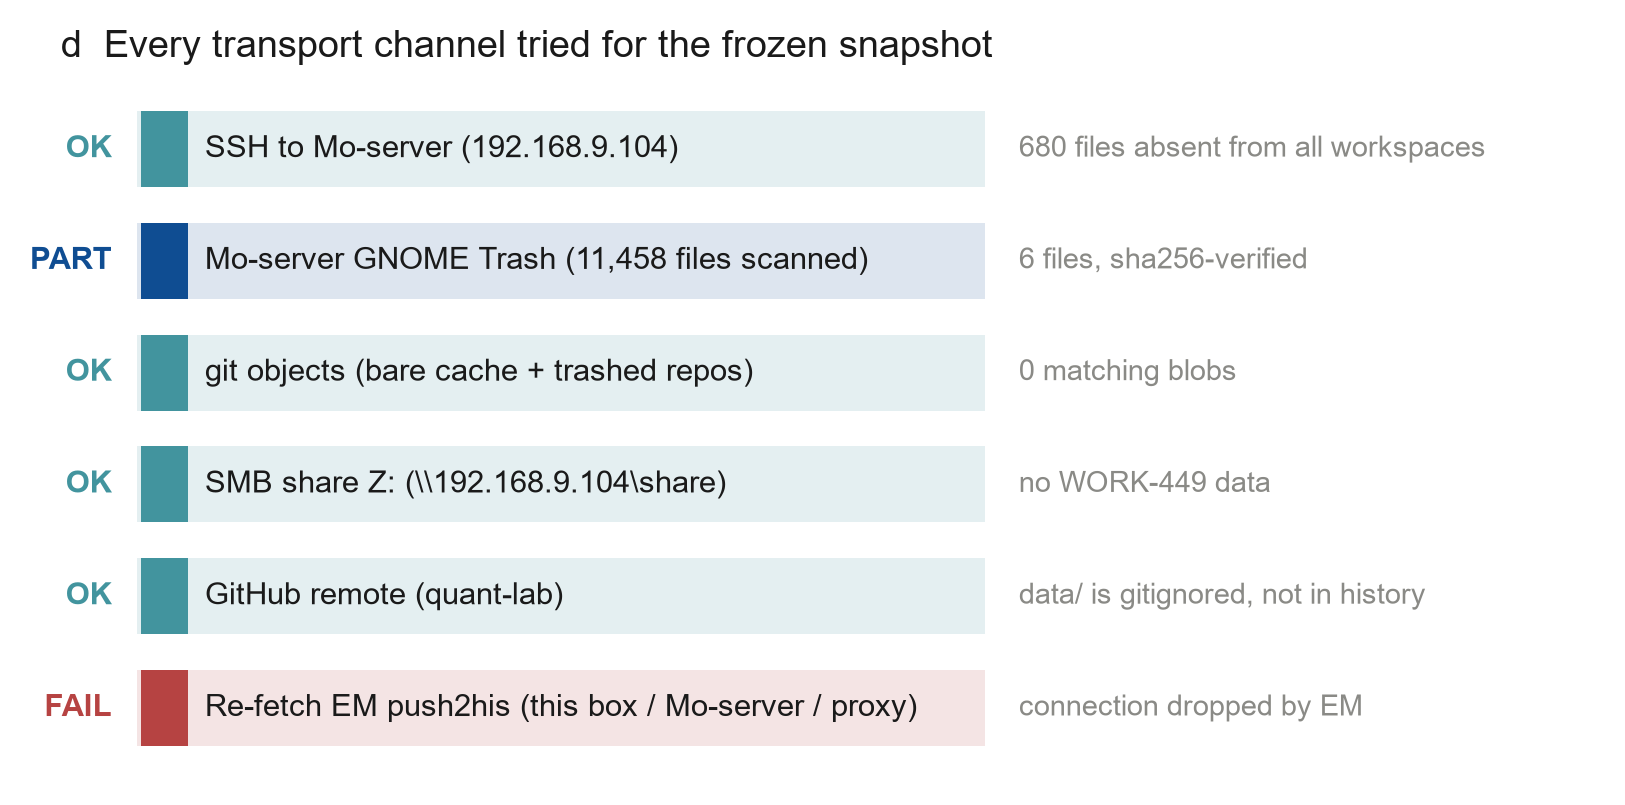 d Every transport channel tried for the frozen snapshot
OK SSH to Mo-server (192.168.9.104) 680 files absent from all workspaces
PART Mo-server GNOME Trash (11,458 files scanned) 6 files, sha256-verified
OK git objects (bare cache + trashed repos) 0 matching blobs
OK SMB share Z: (\\192.168.9.104\share) no WORK-449 data
OK GitHub remote (quant-lab) data/ is gitignored, not in history
FAIL Re-fetch EM push2his (this box / Mo-server / proxy) connection dropped by EM